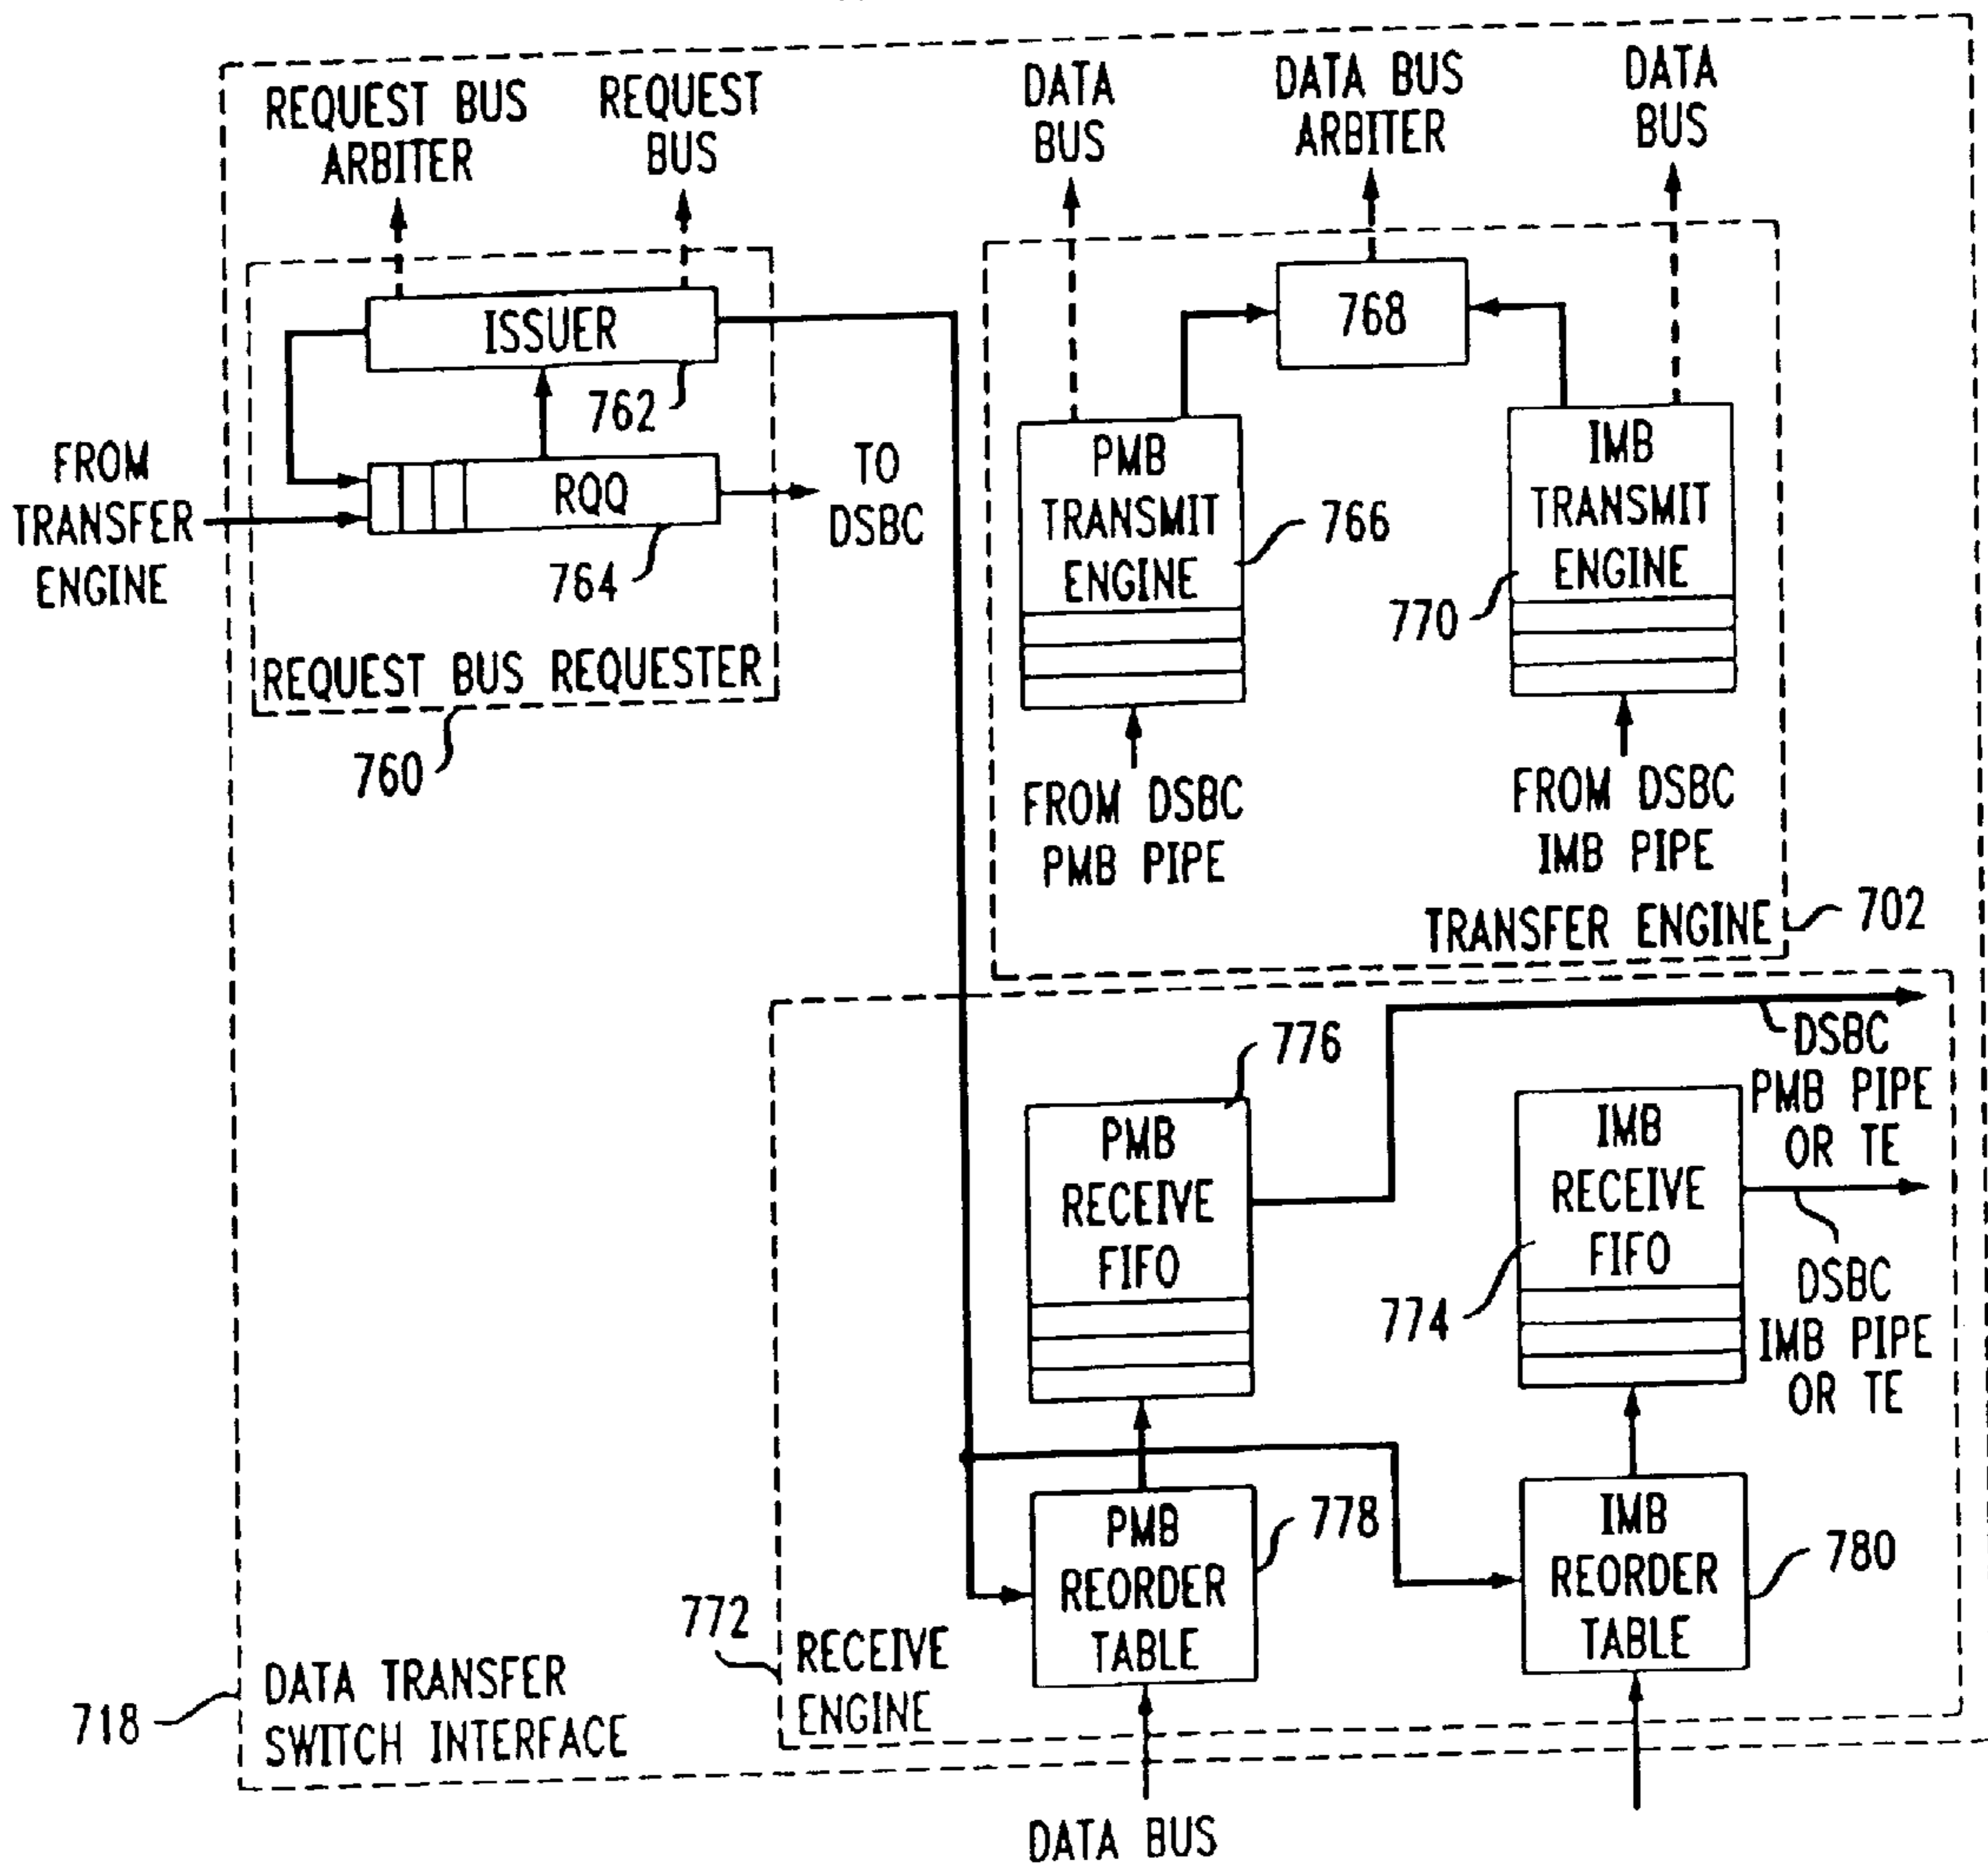 REQUEST BUS
ARBITER
REQUEST
BUS
DATA
BUS
DATA BUS
ARBITER
DATA
BUS
ISSUER
762
768
FROM
TRANSFER
ENGINE
RQQ
764
TO
DSBC
PMB
TRANSMIT
ENGINE
766
IMB
TRANSMIT
ENGINE
770
REQUEST BUS REQUESTER
760
FROM DSBC
PMB PIPE
FROM DSBC
IMB PIPE
TRANSFER ENGINE
702
776
DSBC
PMB PIPE
OR TE
PMB
RECEIVE
FIFO
IMB
RECEIVE
FIFO
774
DSBC
IMB PIPE
OR TE
PMB
REORDER
TABLE
778
IMB
REORDER
TABLE
780
772
RECEIVE
ENGINE
718
DATA TRANSFER
SWITCH INTERFACE
DATA BUS